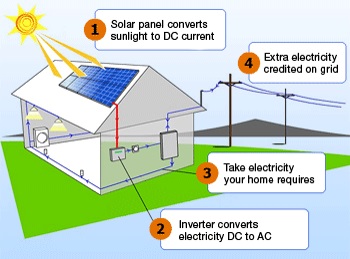 1
Solar panel converts
sunlight to DC current
4
Extra electricity
credited on grid
3
Take electricity
your home requires
2
Inverter converts
electricity DC to AC